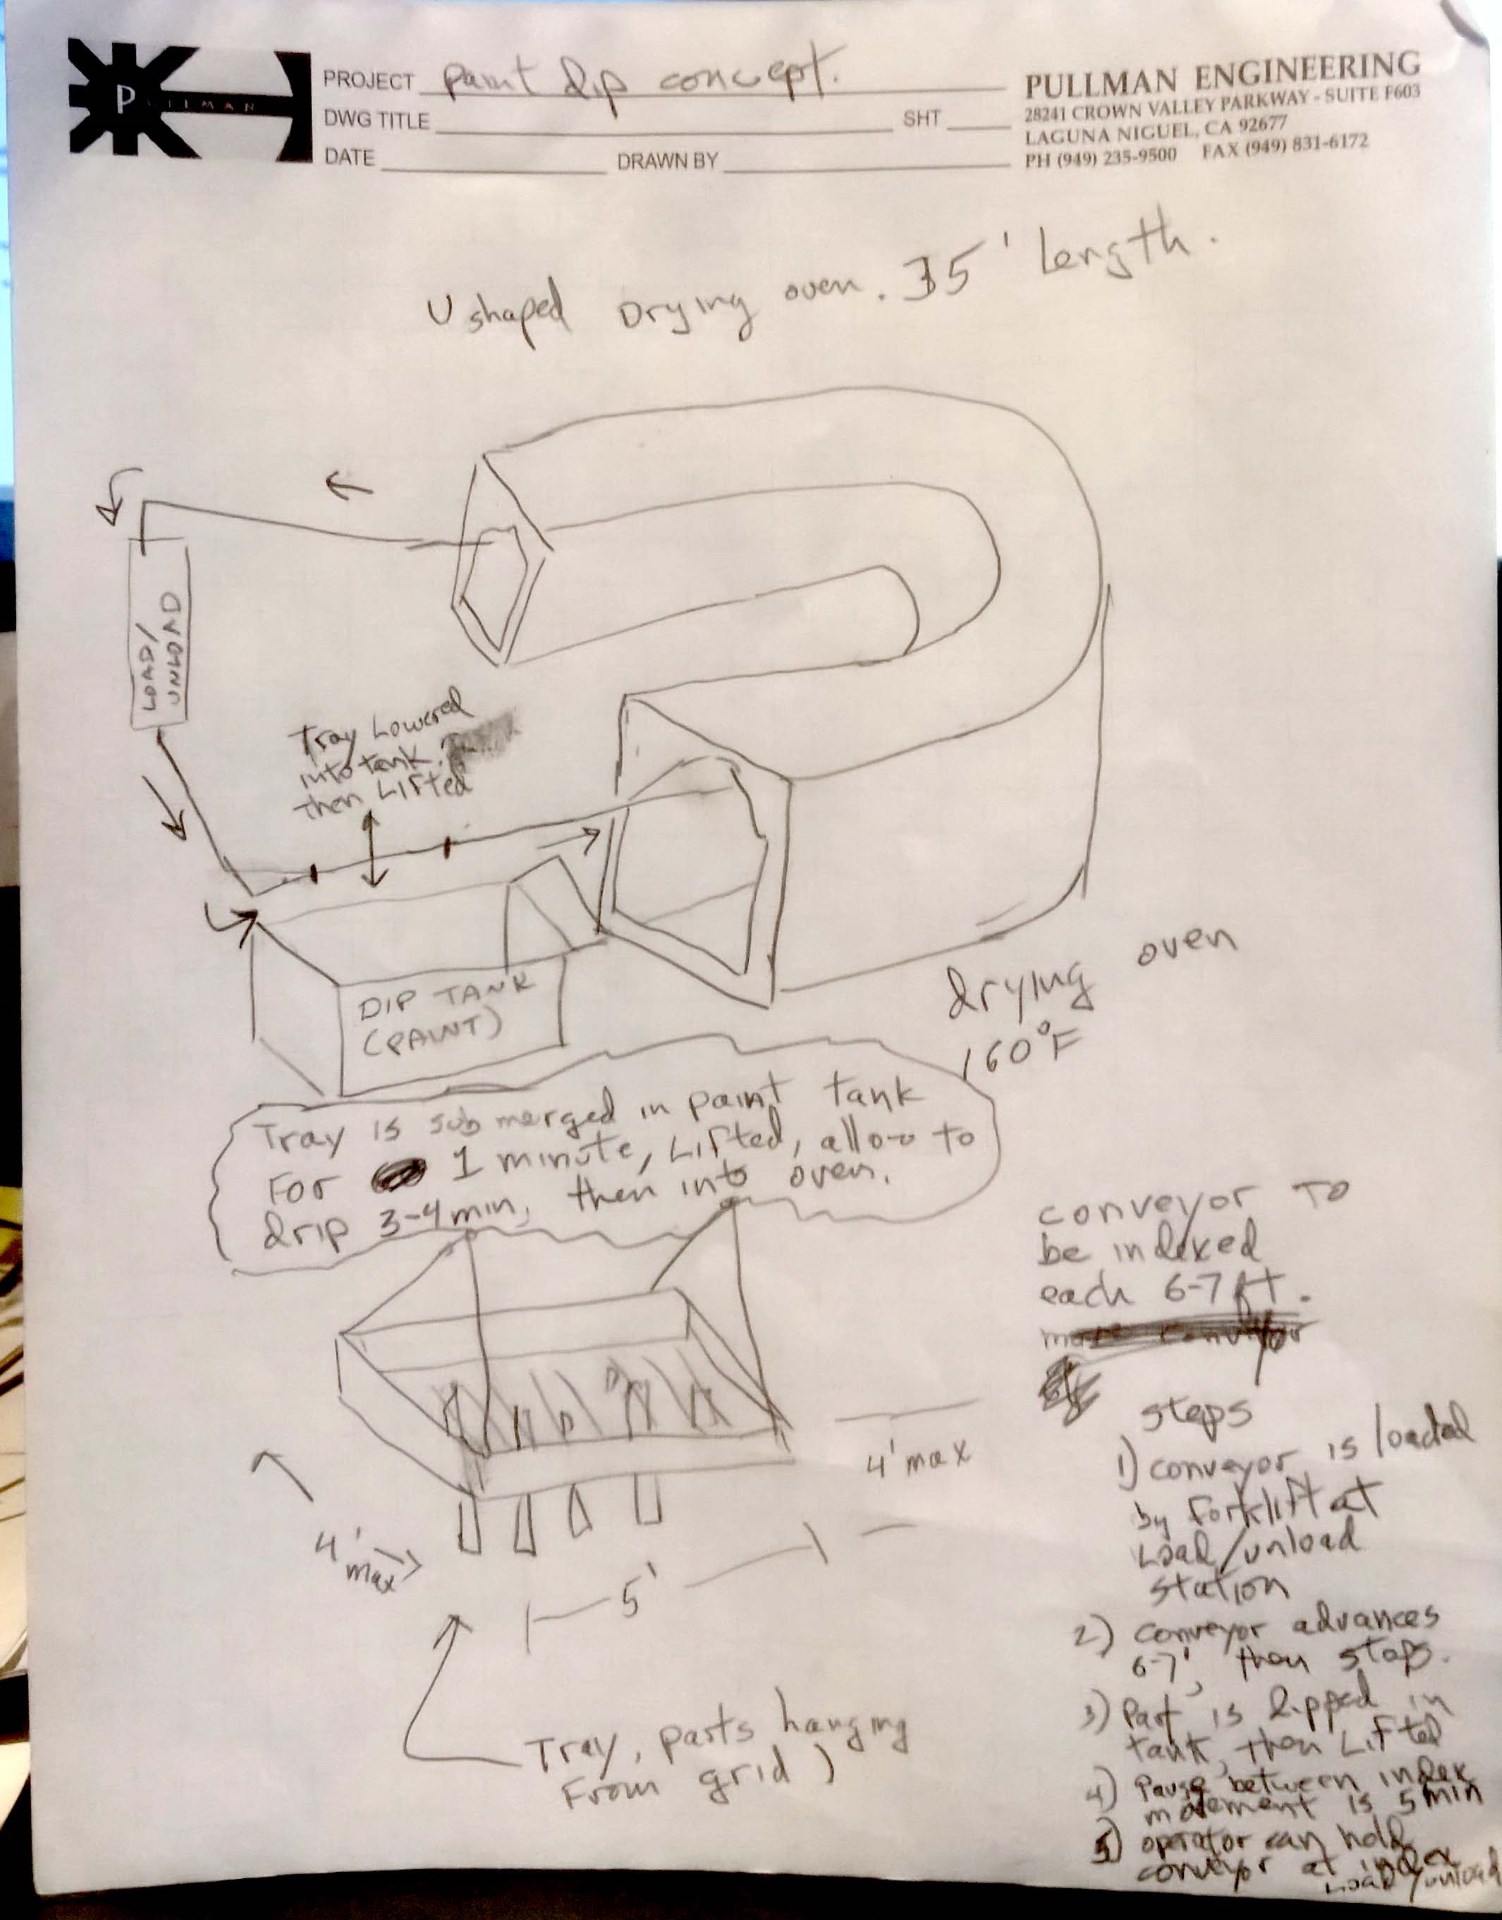 PULLMAN
PROJECT paint dip concept.
DWG TITLE SHT
DATE DRAWN BY
PULLMAN ENGINEERING
28241 CROWN VALLEY PARKWAY - SUITE F603
LAGUNA NIGUEL, CA 92677
PH (949) 235-9500 FAX (949) 831-6172
U shaped Drying oven. 35' Length.
LOAD/
UNLOAD
Tray Lowered
into tank.
then Lifted
DIP TANK
(PAINT)
drying oven
160°F
Tray is submerged in paint tank
For 1 minute, Lifted, allow to
drip 3-4 min, then into oven.
conveyor TO
be indexed
each 6-7 ft.
4' max
4'
max
5'
Tray, parts hanging
From grid)
steps
1) conveyor is loaded
by Forklift at
Load/unload
station
2) conveyor advances
6-7', then stops.
3) Part is dipped in
tank, then Lifted
4) Pause between index
movement is 5 min
5) operator can hold
conveyor at index
Load/unload